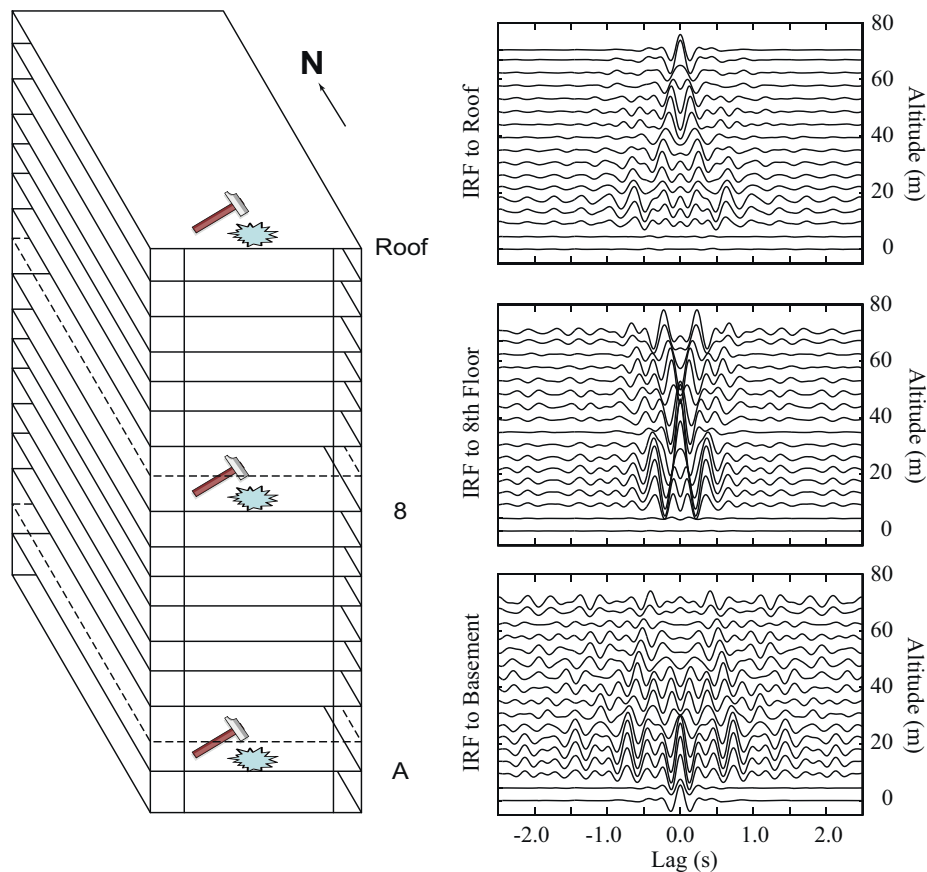 N
Roof
8
A
IRF to Roof
80
60
40
20
0
Altitude (m)
IRF to 8th Floor
80
60
40
20
0
Altitude (m)
IRF to Basement
80
60
40
20
0
Altitude (m)
-2.0 -1.0 0.0 1.0 2.0
Lag (s)